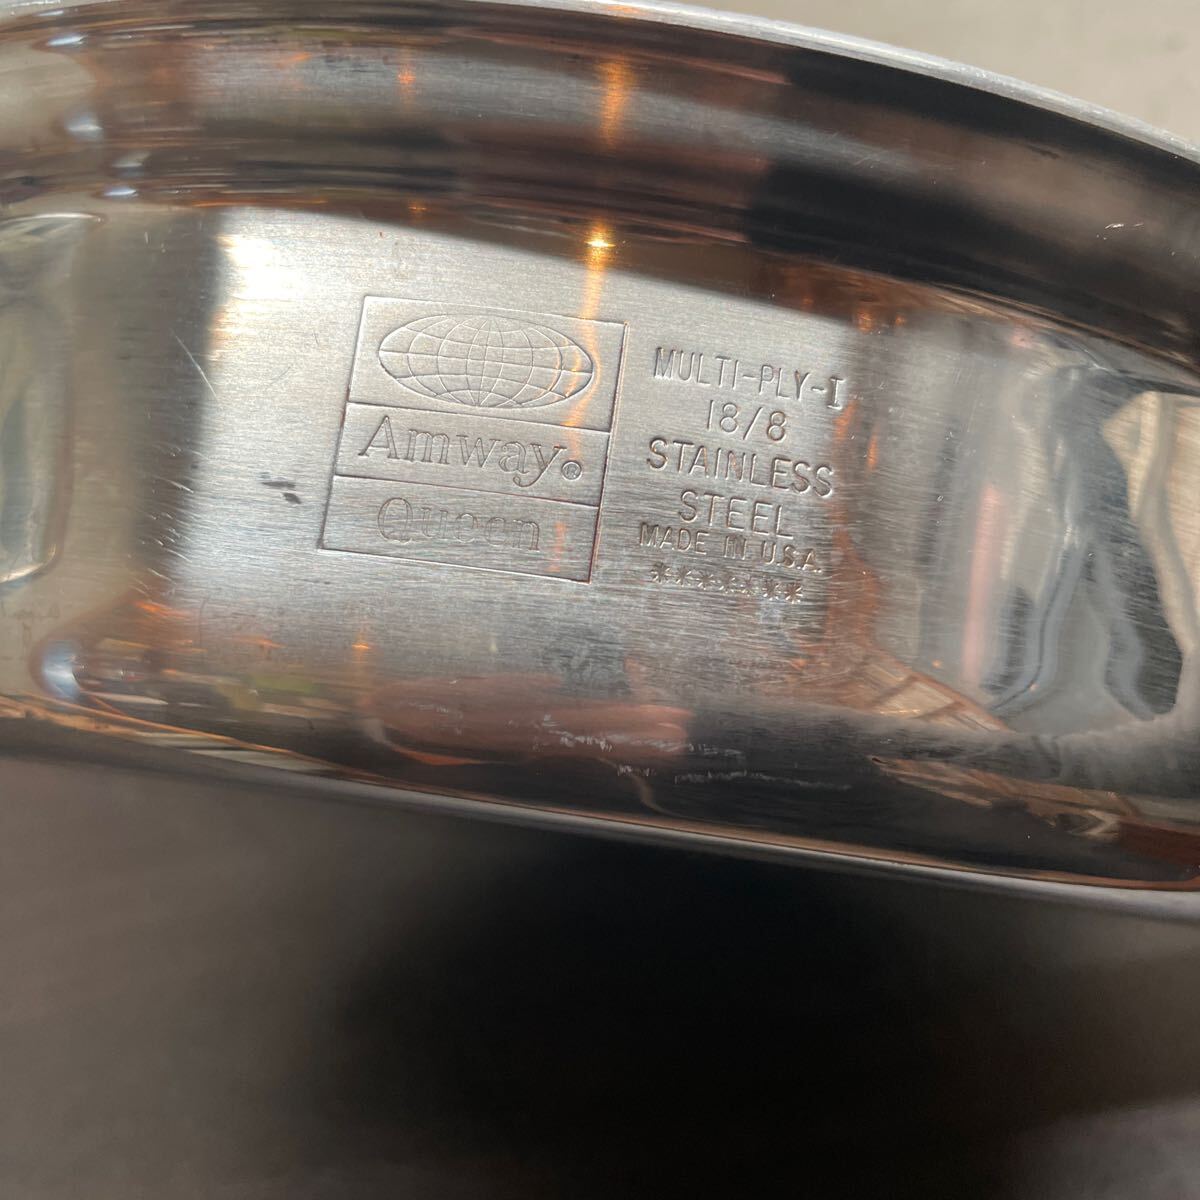 Amway®
Queen
MULTI-PLY-I
18/8
STAINLESS
STEEL
MADE IN U.S.A.
*******